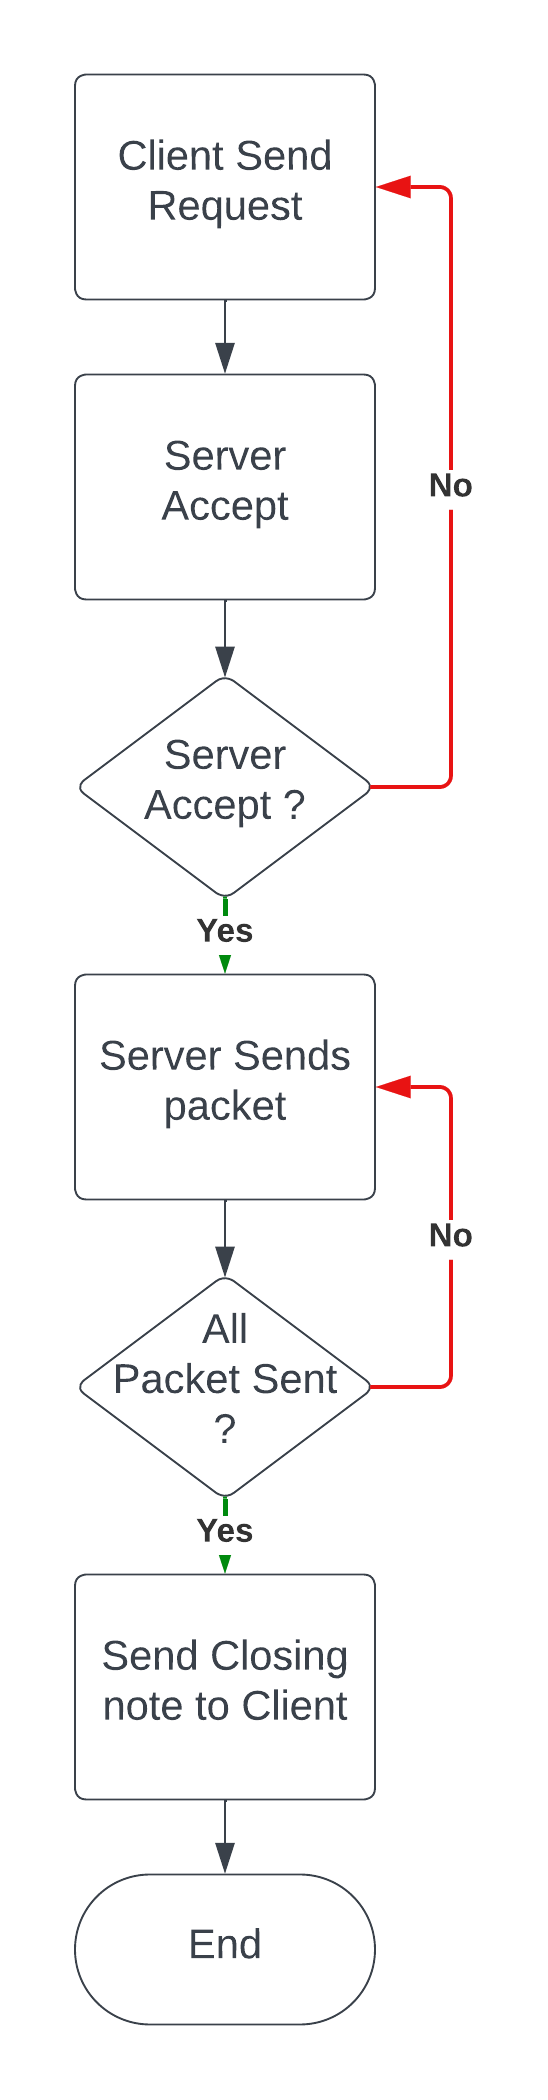 Client Send
Request
Server
Accept
No
Server
Accept ?
Yes
Server Sends
packet
No
All
Packet Sent
?
Yes
Send Closing
note to Client
End